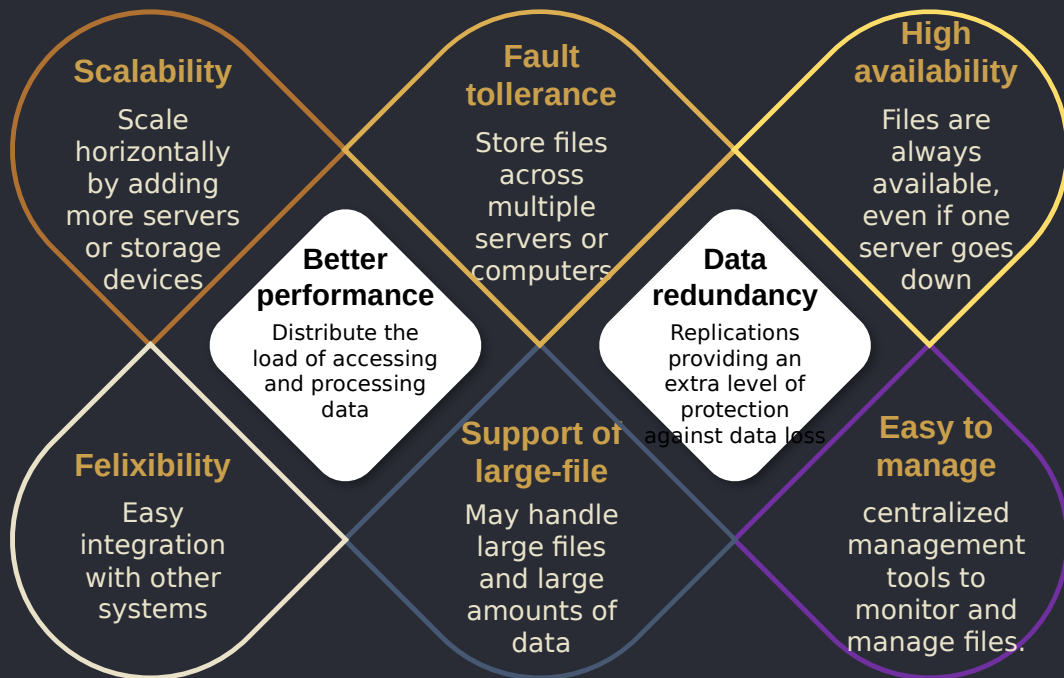 Scalability
Scale
horizontally
by adding
more servers
or storage
devices
Fault
tollerance
Store files
across
multiple
servers or
computers
High
availability
Files are
always
available,
even if one
server goes
down
Better
performance
Distribute the
load of accessing
and processing
data
Data
redundancy
Replications
providing an
extra level of
protection
against data loss
Felixibility
Easy
integration
with other
systems
Support of
large-file
May handle
large files
and large
amounts of
data
Easy to
manage
centralized
management
tools to
monitor and
manage files.